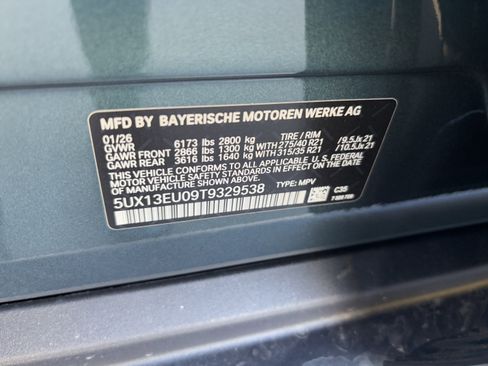 MFD BY BAYERISCHE MOTOREN WERKE AG
01/26
GVWR 6173 lbs 2800 kg TIRE / RIM
GAWR FRONT 2866 lbs 1300 kg WITH 275/40 R21 / 9.5Jx21
GAWR REAR 3616 lbs 1640 kg WITH 315/35 R21 / 10.5Jx21
THIS VEHICLE CONFORMS TO ALL APPLICABLE U.S. FEDERAL
MOTOR VEHICLE SAFETY STANDARDS IN EFFECT ON THE
DATE OF MANUFACTURE SHOWN ABOVE.
5UX13EU09T9329538 TYPE: MPV C35